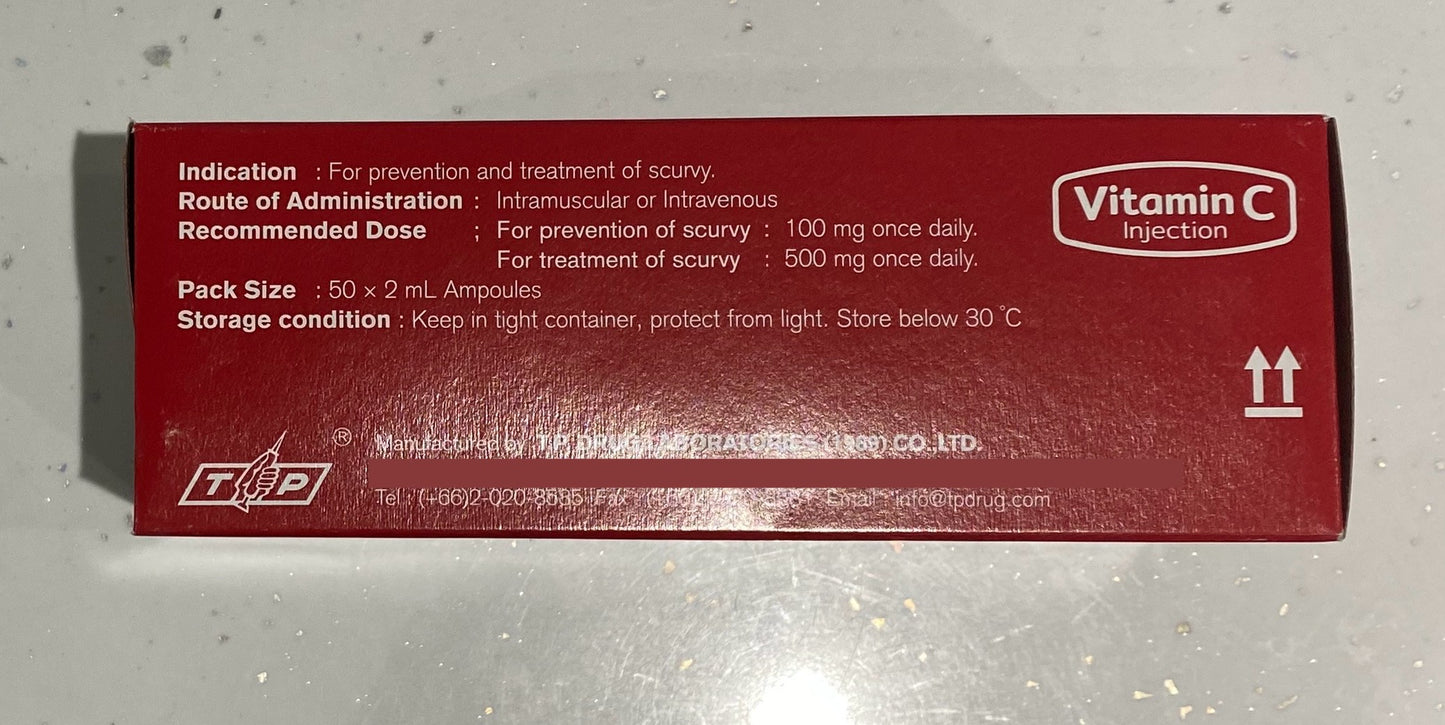 Indication : For prevention and treatment of scurvy.
Route of Administration : Intramuscular or Intravenous
Recommended Dose ; For prevention of scurvy : 100 mg once daily.
For treatment of scurvy : 500 mg once daily.
Pack Size : 50 × 2 mL Ampoules
Storage condition : Keep in tight container, protect from light. Store below 30 °C
Vitamin C
Injection
TP ®
Manufactured by T.P. DRUG LABORATORIES (1969) CO.,LTD.
Tel : (+66)2-020-8685 Fax Email : info@tpdrug.com